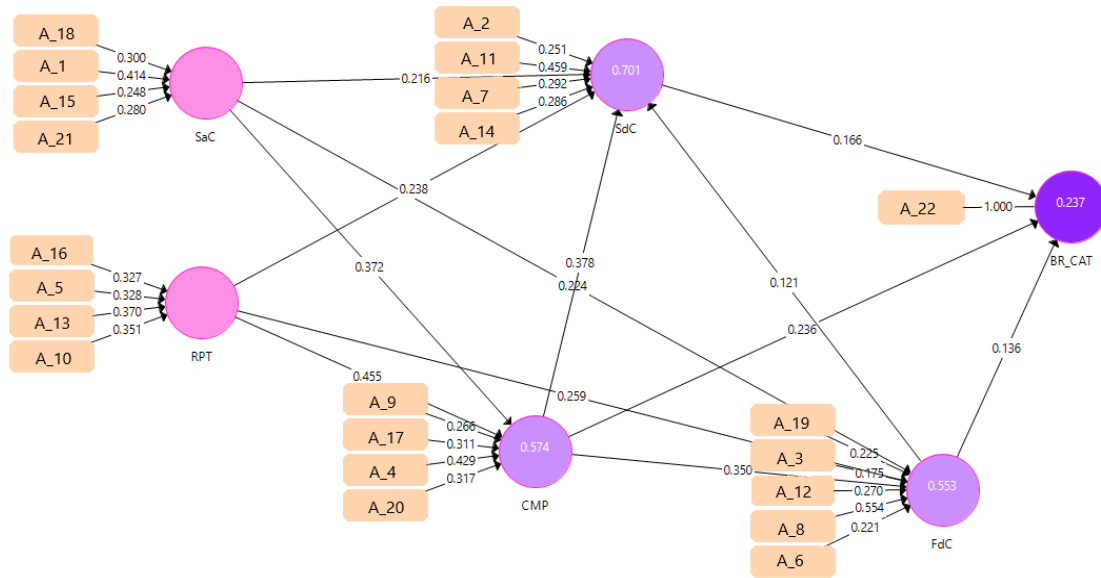 A_18
A_1
A_15
A_21
0.300
0.414
0.248
0.280
SaC
A_2
A_11
A_7
A_14
0.251
0.459
0.292
0.286
0.701
SdC
0.216
0.166
A_22
1.000
0.237
BR_CAT
0.238
A_16
A_5
A_13
A_10
0.327
0.328
0.370
0.351
RPT
0.372
0.378
0.224
0.121
0.236
0.136
0.455
0.259
A_9
A_17
A_4
A_20
0.266
0.311
0.429
0.317
0.574
CMP
0.350
A_19
A_3
A_12
A_8
A_6
0.225
0.175
0.270
0.554
0.221
0.553
FdC